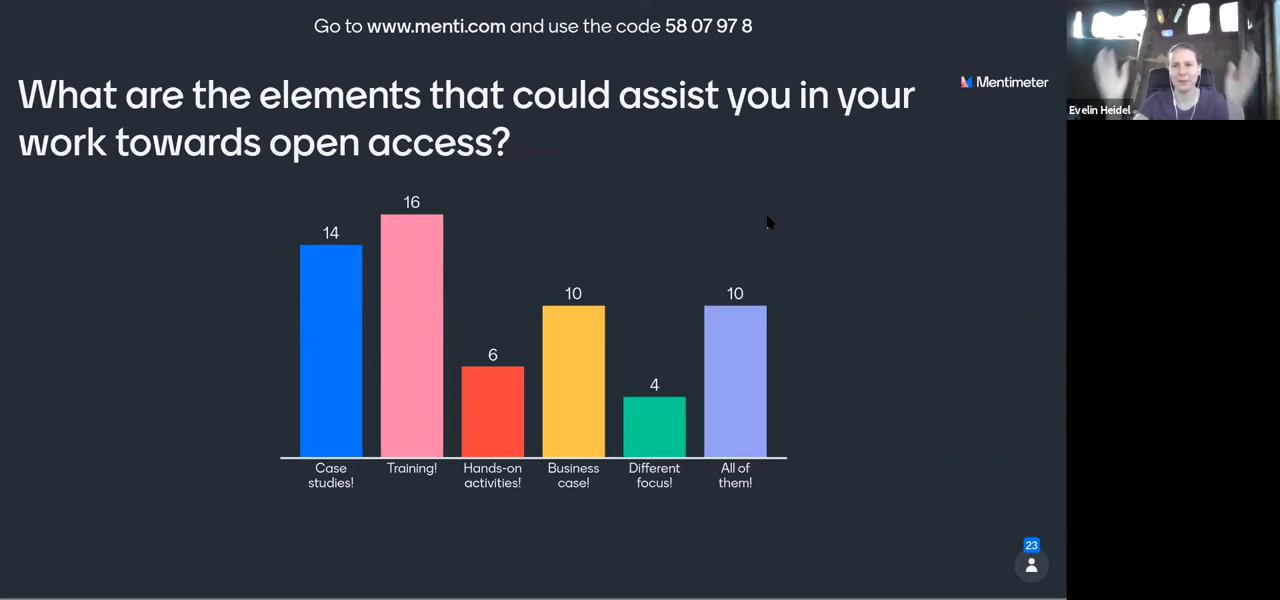 Go to www.menti.com and use the code 58 07 97 8
What are the elements that could assist you in your
work towards open access?
Mentimeter
Evelin Heidel
14
16
6
10
4
10
Case
studies!
Training!
Hands-on
activities!
Business
case!
Different
focus!
All of
them!
23